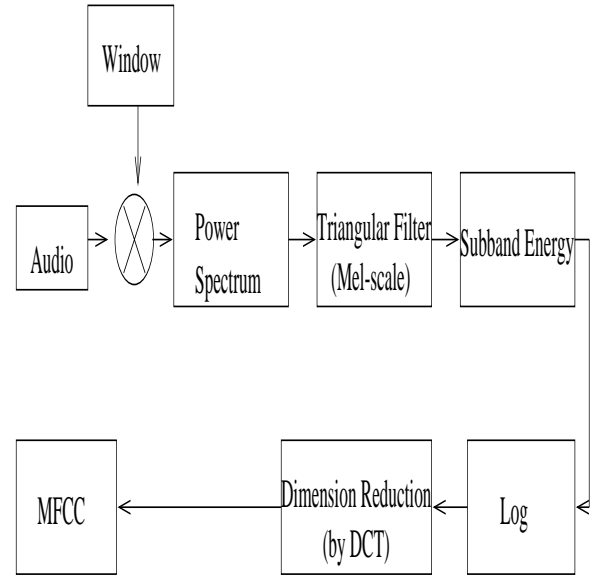 Window
Audio
Power
Spectrum
Triangular Filter
(Mel-scale)
Subband Energy
MFCC
Dimension Reduction
(by DCT)
Log